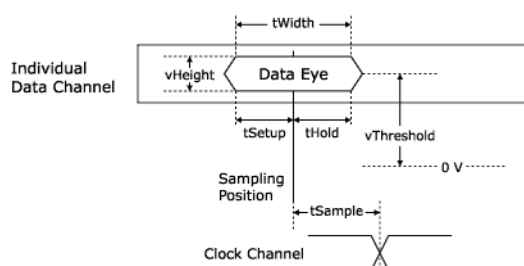 tWidth
Individual
Data Channel
vHeight
Data Eye
tSetup
tHold
vThreshold
0 V
Sampling
Position
tSample
Clock Channel